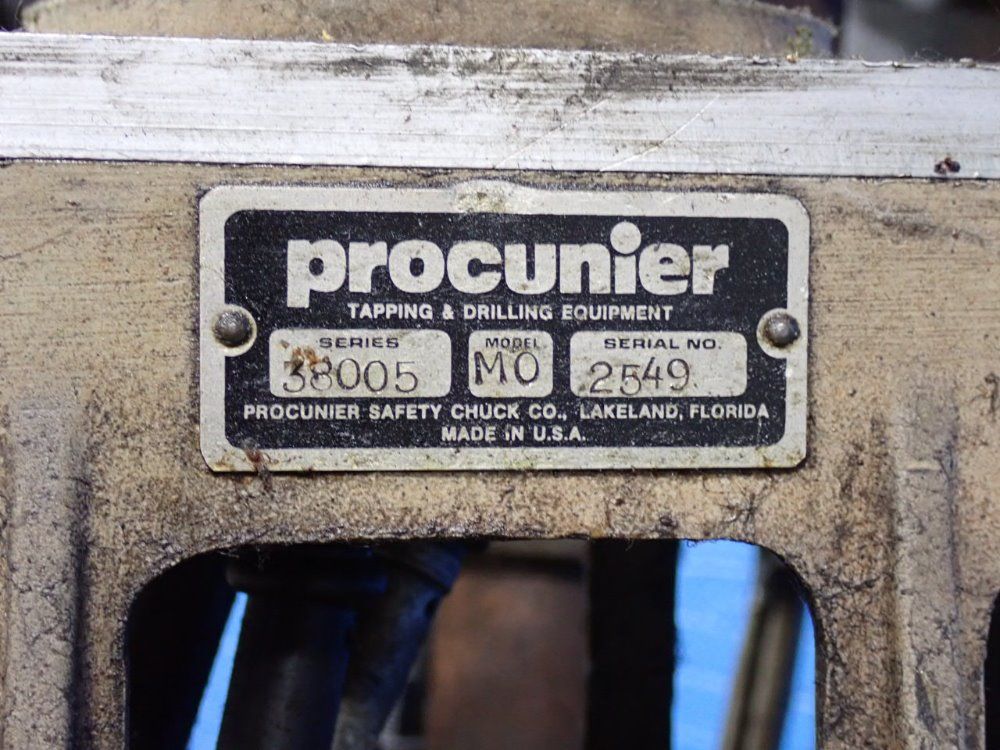 procunier
TAPPING & DRILLING EQUIPMENT
SERIES MODEL SERIAL NO.
38005 MO 2549
PROCUNIER SAFETY CHUCK CO., LAKELAND, FLORIDA
MADE IN U.S.A.